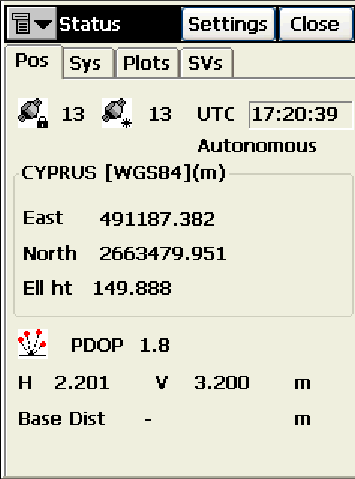 Status Settings Close
Pos Sys Plots SVs
13 13 UTC 17:20:39
Autonomous
CYPRUS [WGS84](m)
East 491187.382
North 2663479.951
Ell ht 149.888
PDOP 1.8
H 2.201 V 3.200 m
Base Dist - m